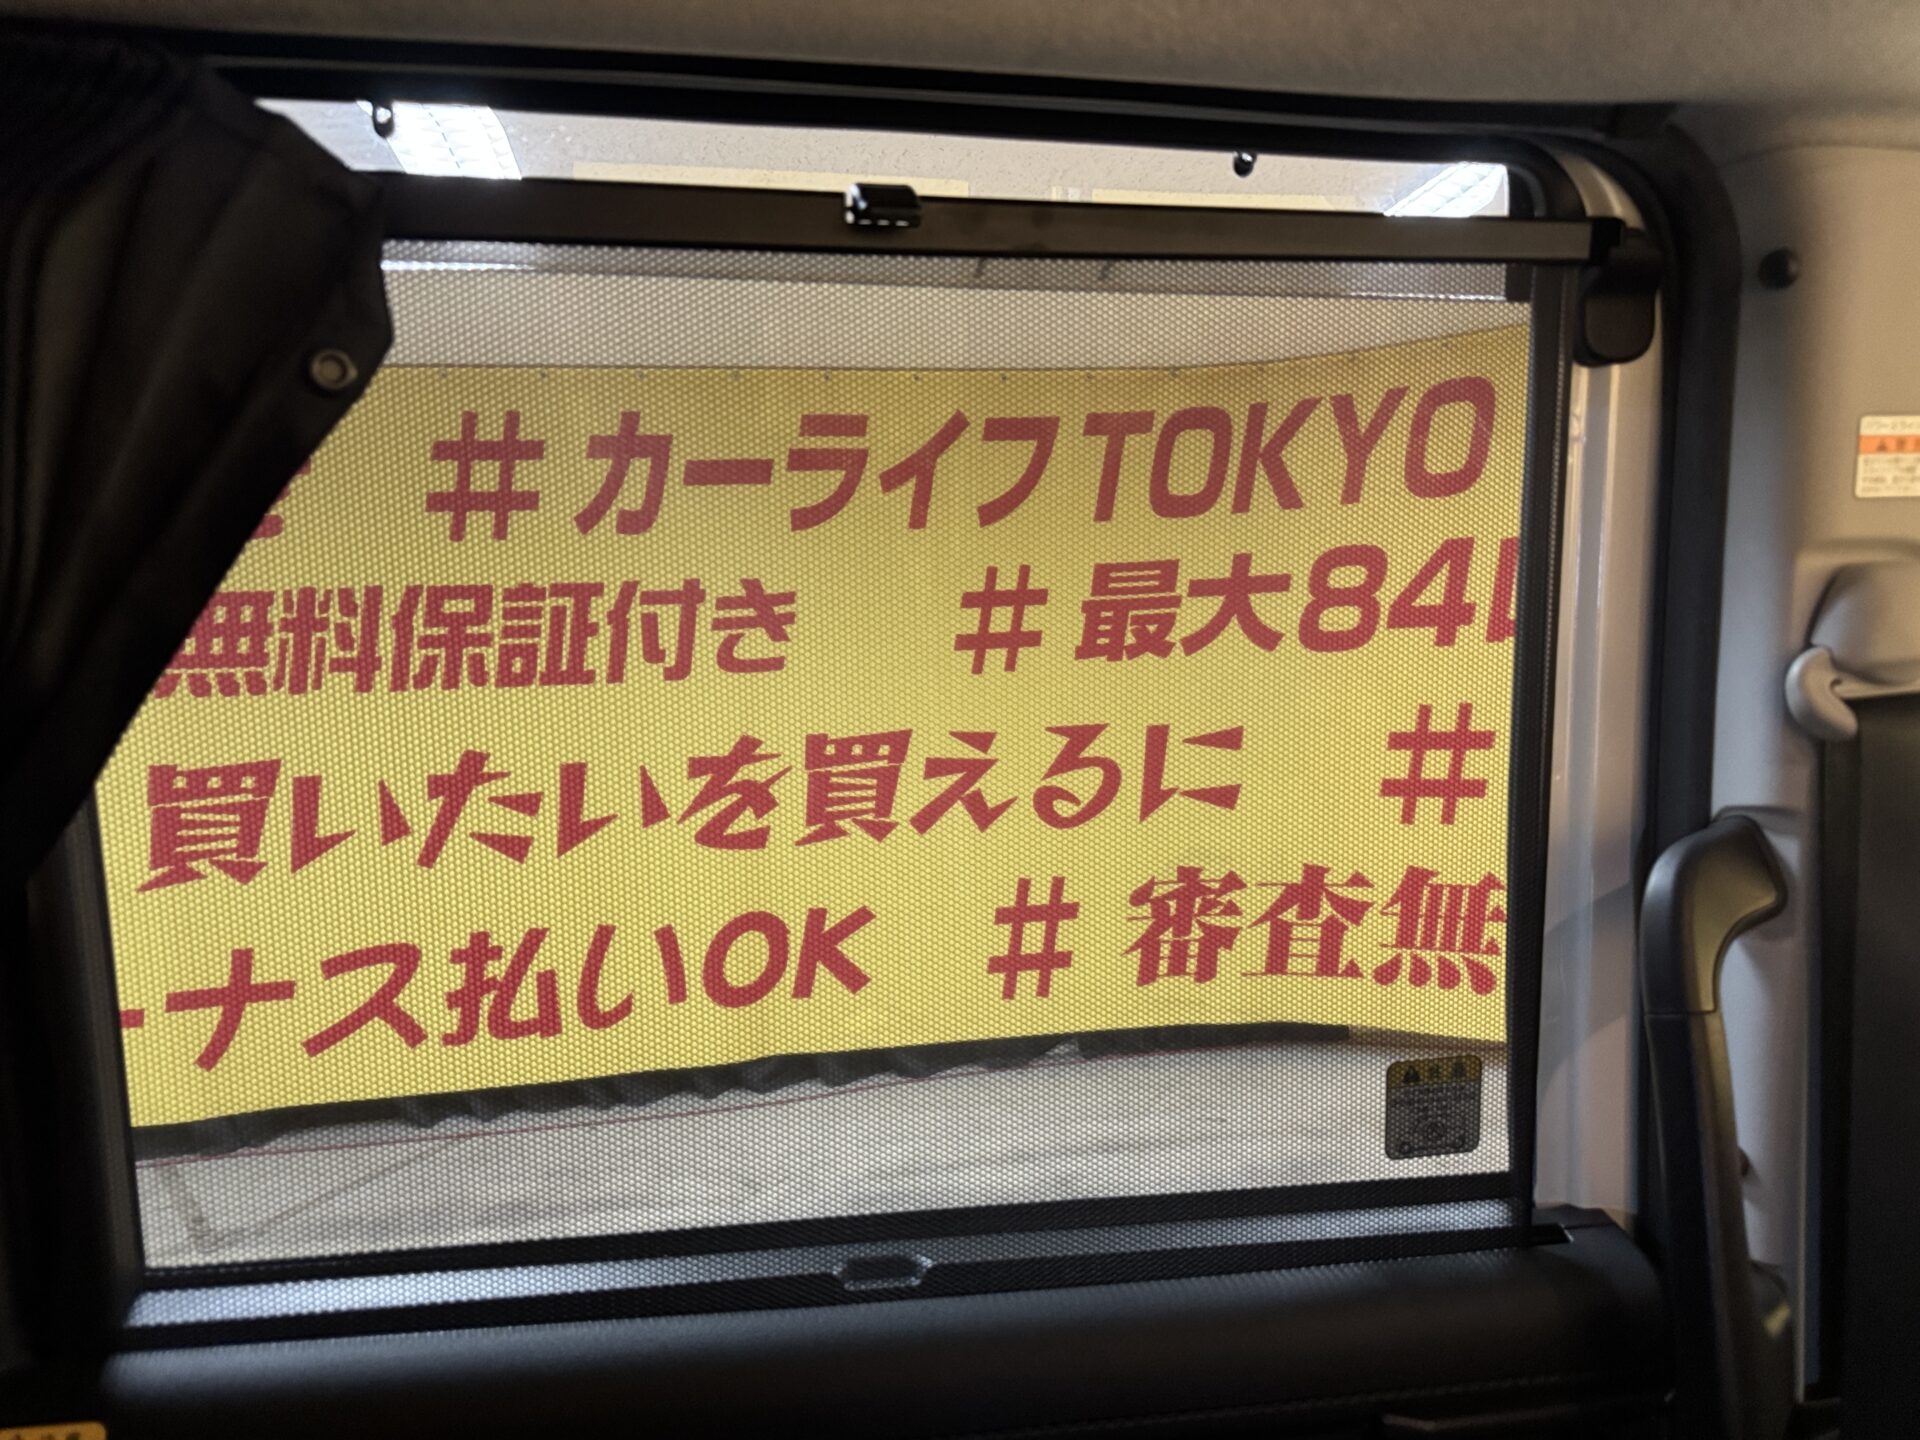 # カーライフTOKYO
無料保証付き # 最大84
買いたいを買えるに #
ーナス払いOK # 審査無